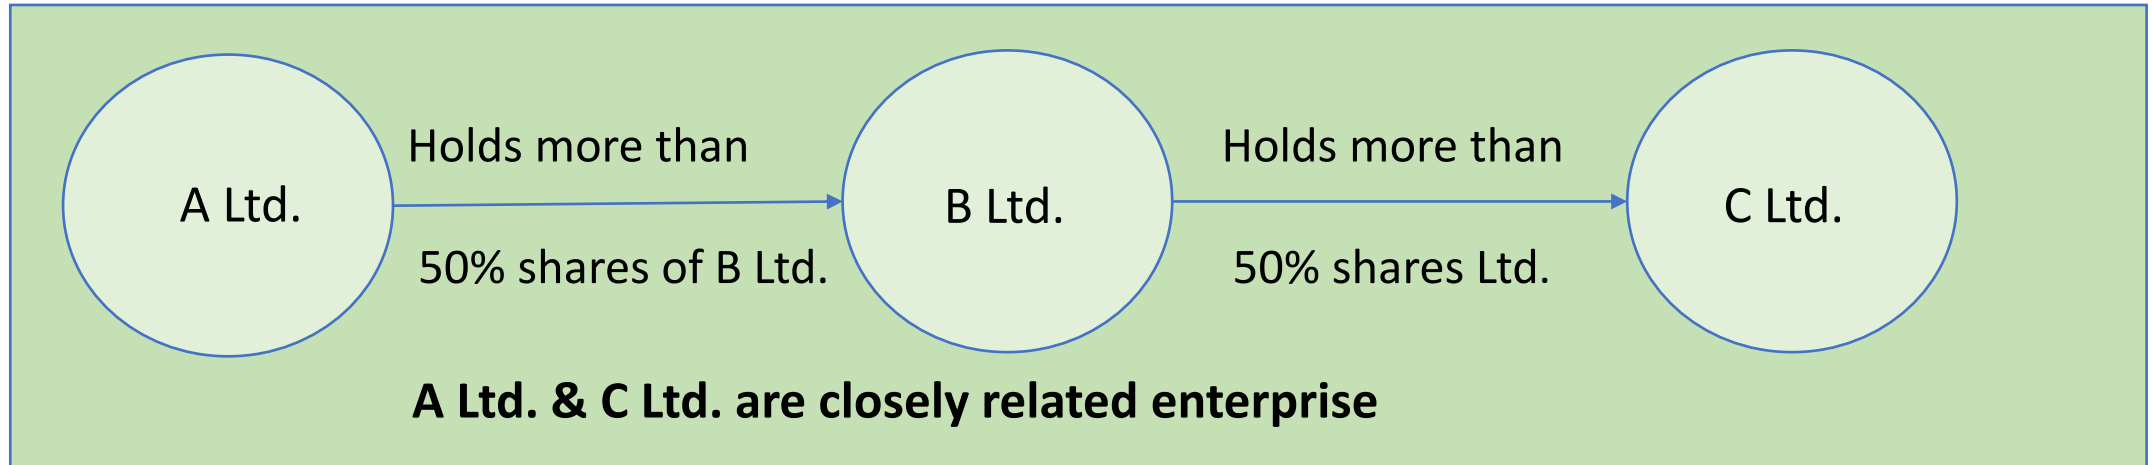 Holds more than
Holds more than
A Ltd.
B Ltd.
C Ltd.
50% shares of B Ltd.
50% shares Ltd.
A Ltd. & C Ltd. are closely related enterprise